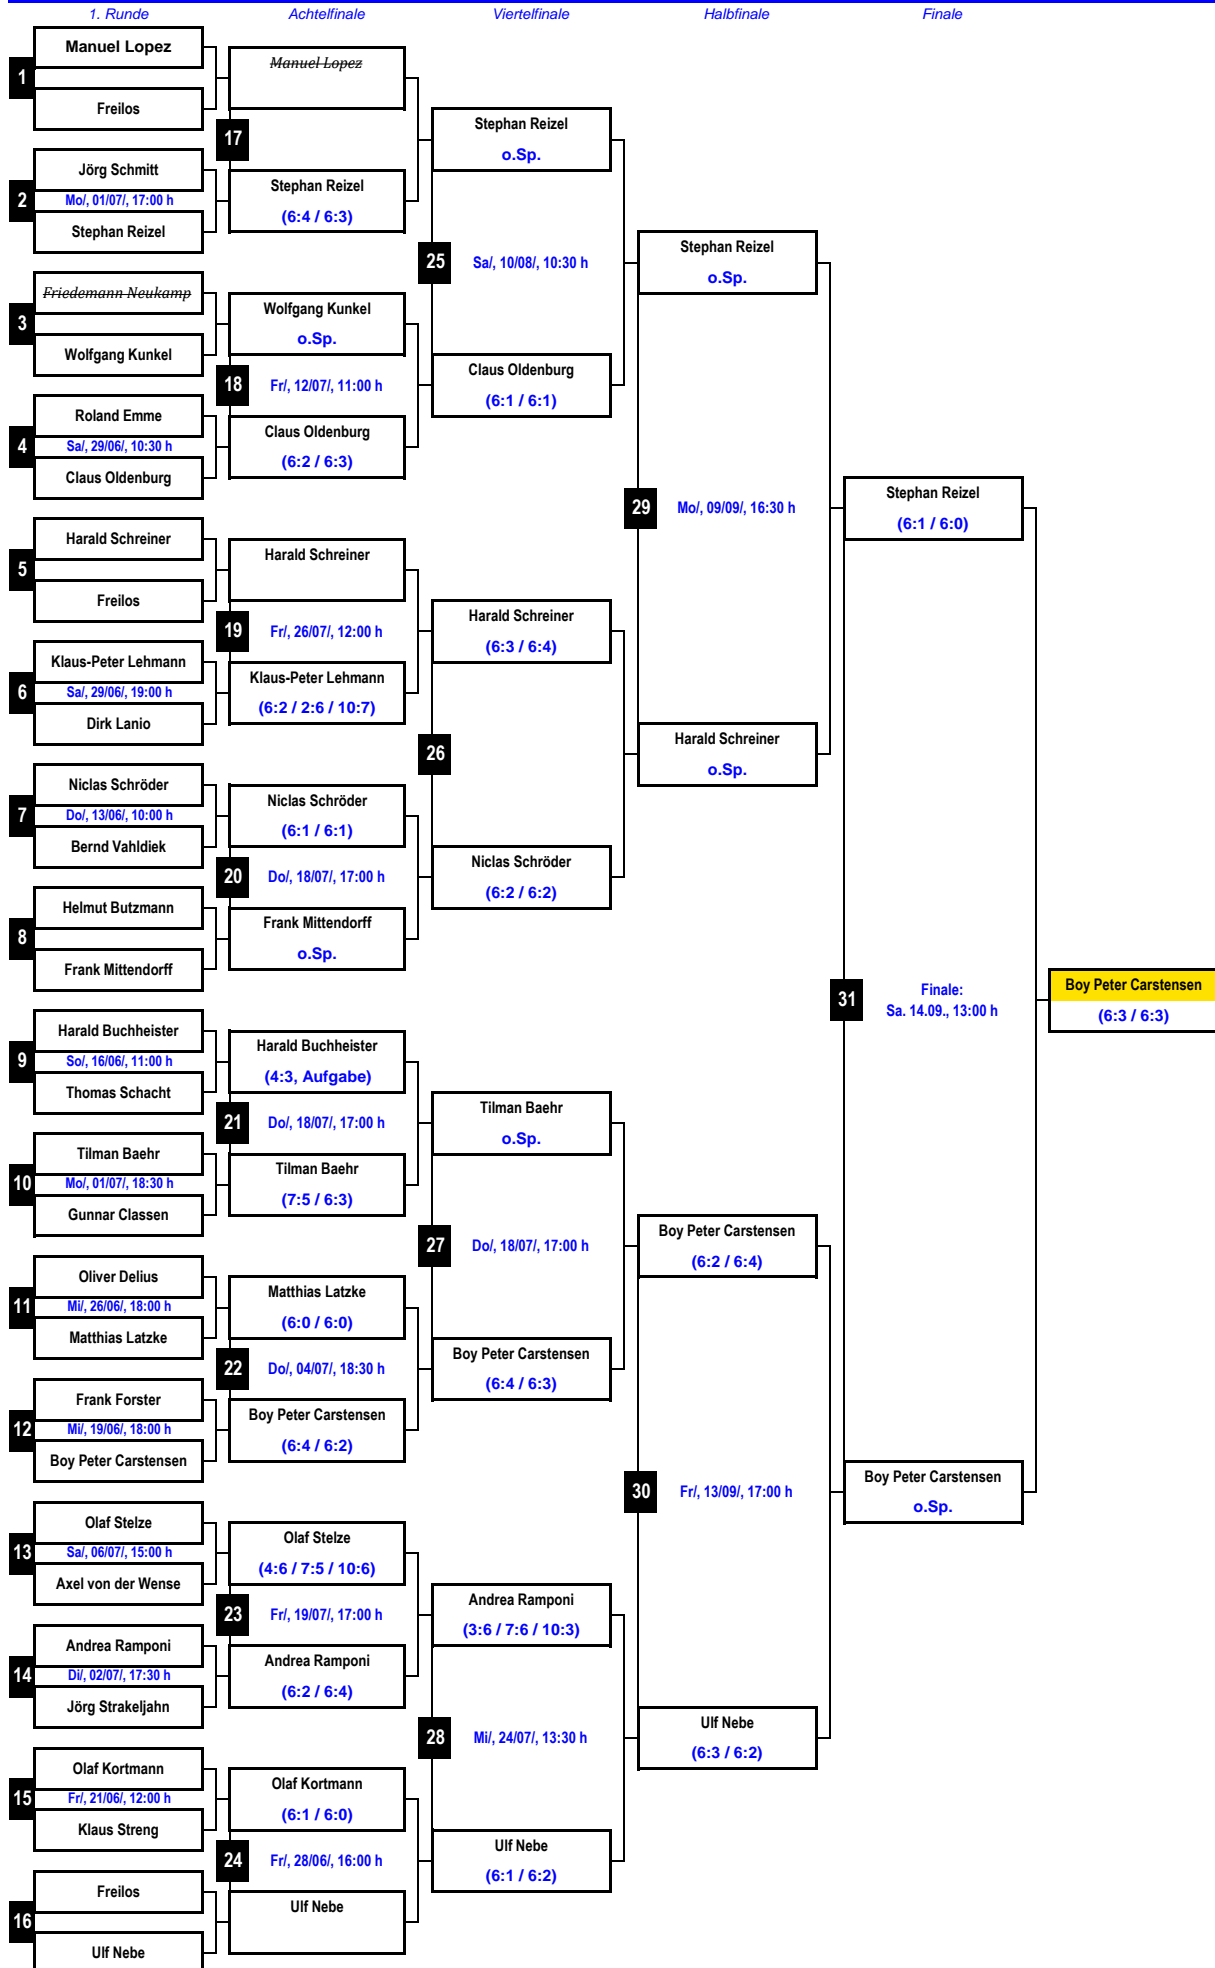 1. Runde
Achtelfinale
Viertelfinale
Halbfinale
Finale
1
Manuel Lopez
Freilos
2
Jörg Schmitt
Mo/, 01/07/, 17:00 h
Stephan Reizel
3
Friedemann Neukamp
Wolfgang Kunkel
4
Roland Emme
Sa/, 29/06/, 10:30 h
Claus Oldenburg
5
Harald Schreiner
Freilos
6
Klaus-Peter Lehmann
Sa/, 29/06/, 19:00 h
Dirk Lanio
7
Niclas Schröder
Do/, 13/06/, 10:00 h
Bernd Vahldiek
8
Helmut Butzmann
Frank Mittendorff
9
Harald Buchheister
So/, 16/06/, 11:00 h
Thomas Schacht
10
Tilman Baehr
Mo/, 01/07/, 18:30 h
Gunnar Classen
11
Oliver Delius
Mi/, 26/06/, 18:00 h
Matthias Latzke
12
Frank Forster
Mi/, 19/06/, 18:00 h
Boy Peter Carstensen
13
Olaf Stelze
Sa/, 06/07/, 15:00 h
Axel von der Wense
14
Andrea Ramponi
Di/, 02/07/, 17:30 h
Jörg Strakeljahn
15
Olaf Kortmann
Fr/, 21/06/, 12:00 h
Klaus Streng
16
Freilos
Ulf Nebe
Manuel Lopez
17
Stephan Reizel
(6:4 / 6:3)
Wolfgang Kunkel
o.Sp.
18
Fr/, 12/07/, 11:00 h
Claus Oldenburg
(6:2 / 6:3)
Harald Schreiner
19
Fr/, 26/07/, 12:00 h
Klaus-Peter Lehmann
(6:2 / 2:6 / 10:7)
Niclas Schröder
(6:1 / 6:1)
20
Do/, 18/07/, 17:00 h
Frank Mittendorff
o.Sp.
Harald Buchheister
(4:3, Aufgabe)
21
Do/, 18/07/, 17:00 h
Tilman Baehr
(7:5 / 6:3)
Matthias Latzke
(6:0 / 6:0)
22
Do/, 04/07/, 18:30 h
Boy Peter Carstensen
(6:4 / 6:2)
Olaf Stelze
(4:6 / 7:5 / 10:6)
23
Fr/, 19/07/, 17:00 h
Andrea Ramponi
(6:2 / 6:4)
Olaf Kortmann
(6:1 / 6:0)
24
Fr/, 28/06/, 16:00 h
Ulf Nebe
Stephan Reizel
o.Sp.
25
Sa/, 10/08/, 10:30 h
Claus Oldenburg
(6:1 / 6:1)
Harald Schreiner
(6:3 / 6:4)
26
Niclas Schröder
(6:2 / 6:2)
Tilman Baehr
o.Sp.
27
Do/, 18/07/, 17:00 h
Boy Peter Carstensen
(6:4 / 6:3)
Andrea Ramponi
(3:6 / 7:6 / 10:3)
28
Mi/, 24/07/, 13:30 h
Ulf Nebe
(6:1 / 6:2)
Stephan Reizel
o.Sp.
29
Mo/, 09/09/, 16:30 h
Harald Schreiner
o.Sp.
Boy Peter Carstensen
(6:2 / 6:4)
30
Fr/, 13/09/, 17:00 h
Ulf Nebe
(6:3 / 6:2)
Stephan Reizel
(6:1 / 6:0)
31
Finale:
Sa. 14.09., 13:00 h
Boy Peter Carstensen
o.Sp.
Boy Peter Carstensen
(6:3 / 6:3)